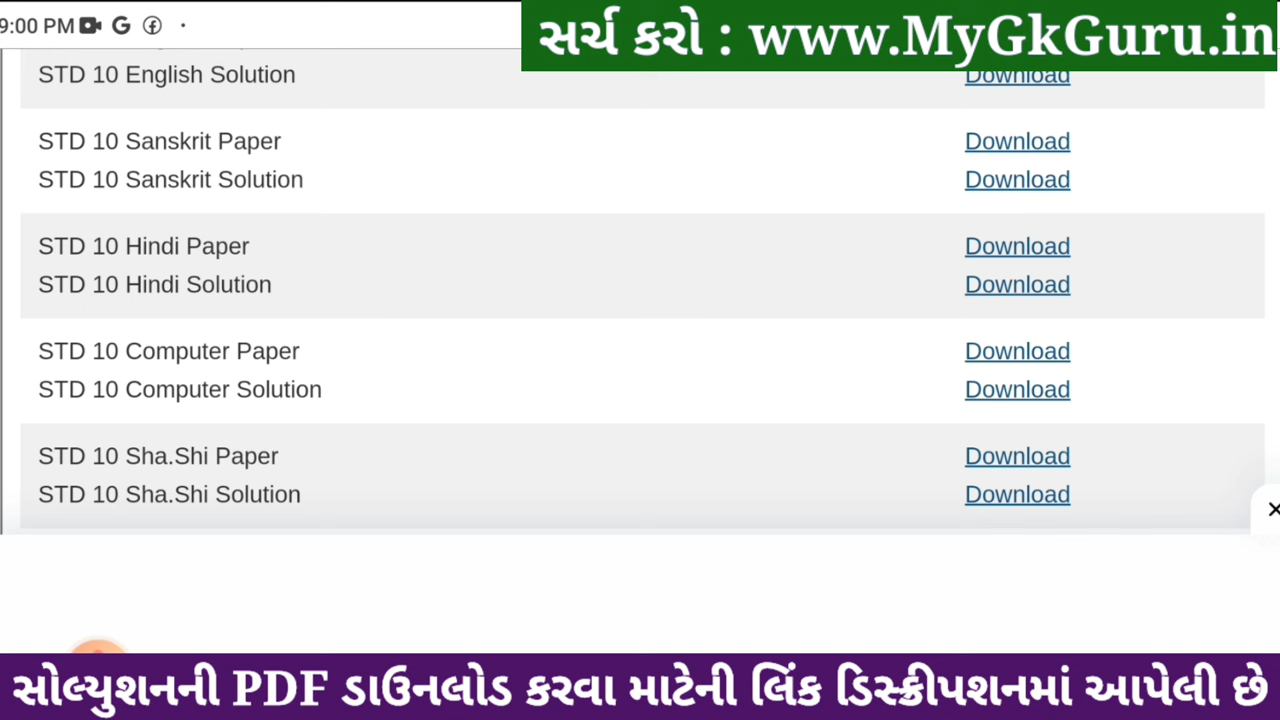 9:00 PM
સર્ચ કરો : www.MyGkGuru.in
STD 10 English Solution Download
STD 10 Sanskrit Paper Download
STD 10 Sanskrit Solution Download
STD 10 Hindi Paper Download
STD 10 Hindi Solution Download
STD 10 Computer Paper Download
STD 10 Computer Solution Download
STD 10 Sha.Shi Paper Download
STD 10 Sha.Shi Solution Download
સોલ્યુશનની PDF ડાઉનલોડ કરવા માટેની લિંક ડિસ્ક્રીપશનમાં આપેલી છે